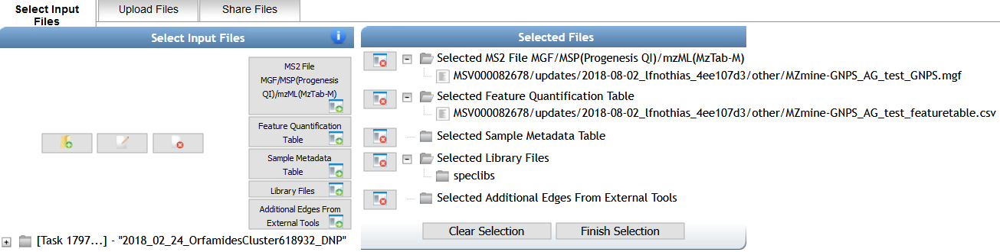 Select Input
Files
Upload Files
Share Files
Select Input Files
i
MS2 File
MGF/MSP(Progenesis
QI)/mzML(MzTab-M)
Feature Quantification
Table
Sample Metadata
Table
Library Files
Additional Edges From
External Tools
[Task 1797...] - "2018_02_24_OrfamidesCluster618932_DNP"
Selected Files
Selected MS2 File MGF/MSP(Progenesis QI)/mzML(MzTab-M)
MSV000082678/updates/2018-08-02_lfnothias_4ee107d3/other/MZmine-GNPS_AG_test_GNPS.mgf
Selected Feature Quantification Table
MSV000082678/updates/2018-08-02_lfnothias_4ee107d3/other/MZmine-GNPS_AG_test_featuretable.csv
Selected Sample Metadata Table
Selected Library Files
speclibs
Selected Additional Edges From External Tools
Clear Selection
Finish Selection